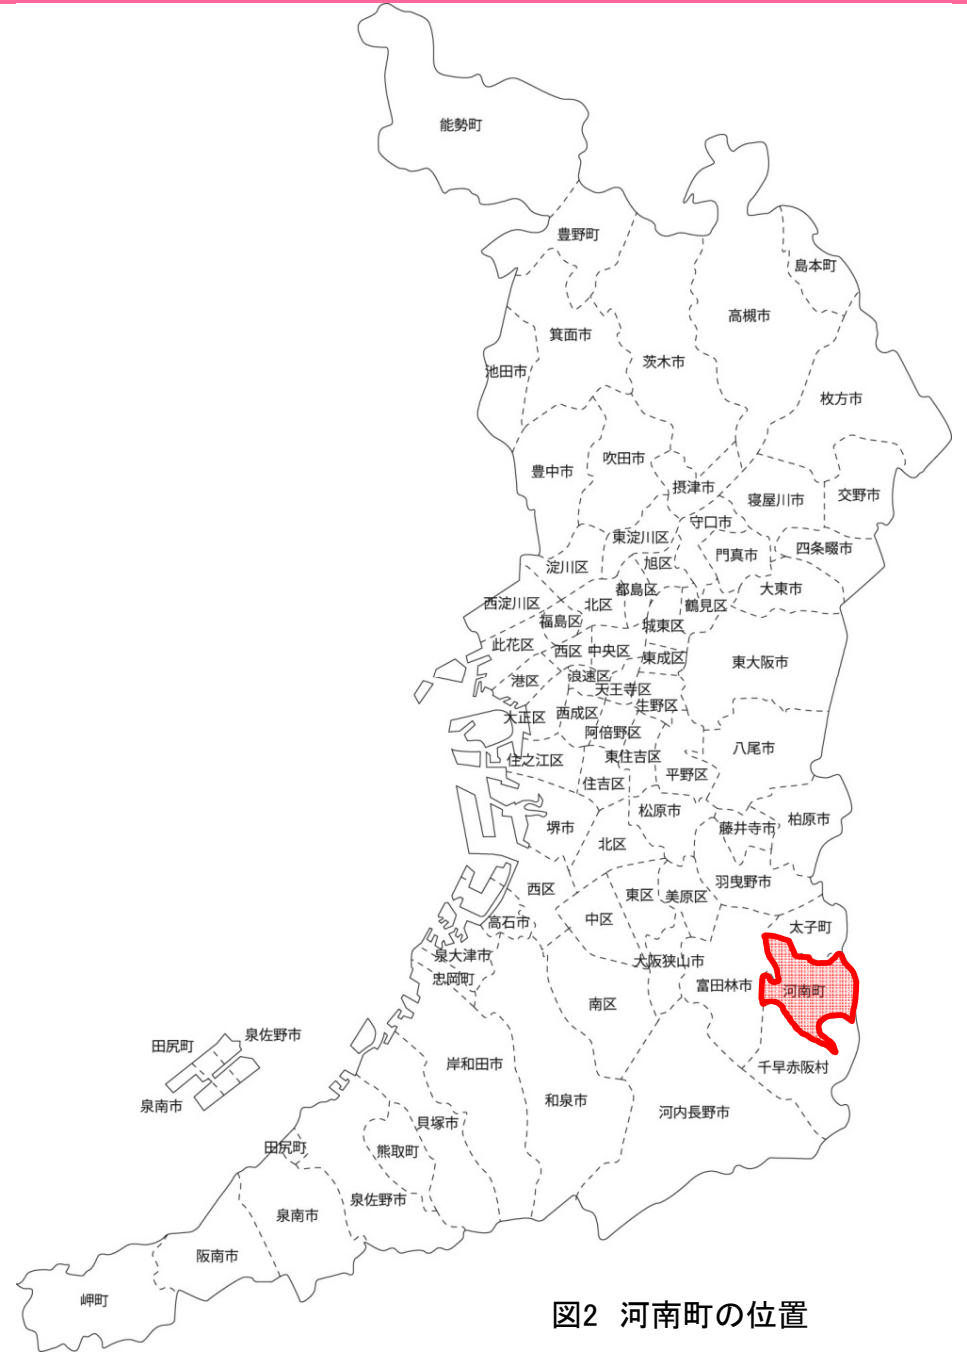 能勢町
豊野町
島本町
高槻市
箕面市
茨木市
池田市
枚方市
吹田市
豊中市
摂津市
寝屋川市
交野市
守口市
東淀川区
四条畷市
門真市
旭区
淀川区
都島区
大東市
西淀川区
北区
鶴見区
福島区
城東区
此花区
西区
中央区
東成区
東大阪市
浪速区
港区
天王寺区
生野区
西成区
大正区
阿倍野区
八尾市
東住吉区
住之江区
平野区
住吉区
松原市
柏原市
堺市
藤井寺市
北区
羽曳野市
西区
東区
美原区
中区
高石市
太子町
泉大津市
大阪狭山市
忠岡町
富田林市
河南町
南区
泉佐野市
田尻町
岸和田市
千早赤阪村
和泉市
泉南市
河内長野市
貝塚市
田尻町
熊取町
泉佐野市
泉南市
阪南市
岬町
図2 河南町の位置